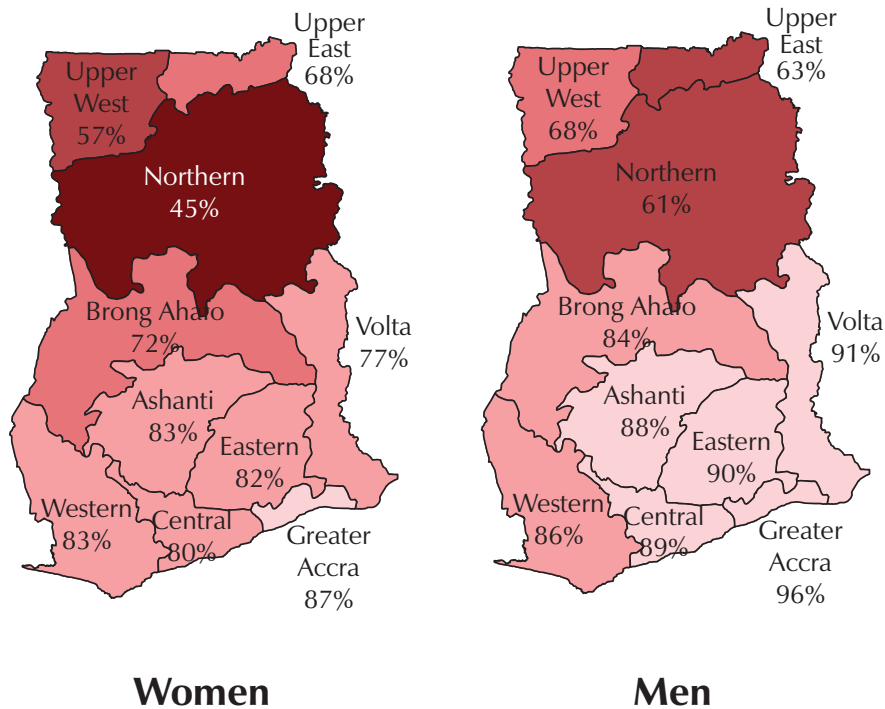 Upper
East
68%
Upper
West
57%
Northern
45%
Brong Ahafo
72%
Volta
77%
Ashanti
83%
Eastern
82%
Western
83%
Central
80%
Greater
Accra
87%
Women
Upper
East
63%
Upper
West
68%
Northern
61%
Brong Ahafo
84%
Volta
91%
Ashanti
88%
Eastern
90%
Western
86%
Central
89%
Greater
Accra
96%
Men